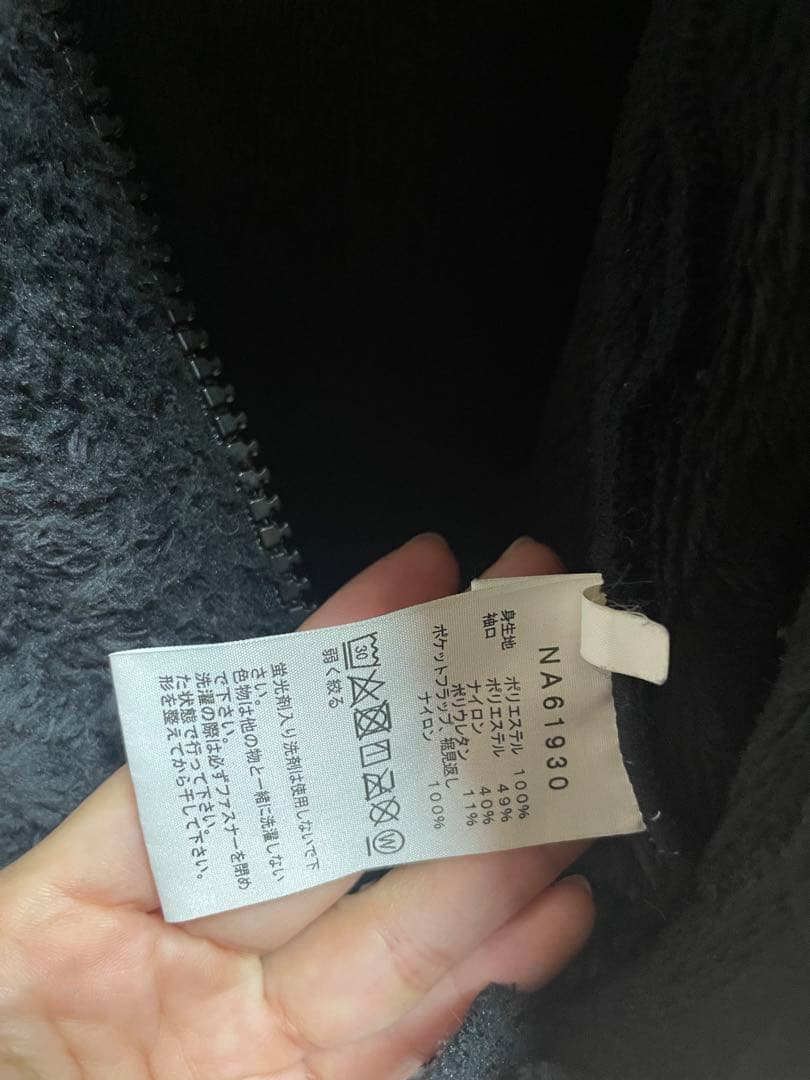 NA61930
身生地 ポリエステル 100%
袖口 ポリエステル 49%
ナイロン 40%
ポリウレタン 11%
ポケットフラップ、裾見返し
ナイロン 100%
30 W
弱く絞る
蛍光剤入り洗剤は使用しないで下
さい。
色物は他の物と一緒に洗濯しない
で下さい。
洗濯の際は必ずファスナーを閉め
た状態で行って下さい。
形を整えてから干して下さい。